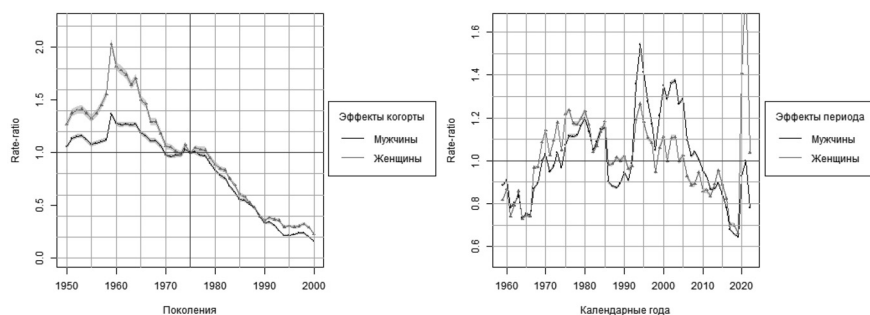 2.0
1.5
1.0
0.5
0.0
Rate-ratio
1950 1960 1970 1980 1990 2000
Поколения
Эффекты когорты
Мужчины
Женщины
1.6
1.4
1.2
1.0
0.8
0.6
Rate-ratio
1960 1970 1980 1990 2000 2010 2020
Календарные года
Эффекты периода
Мужчины
Женщины